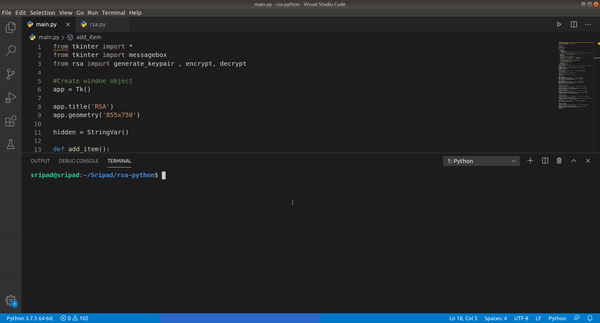 main.py - rsa-python - Visual Studio Code
File Edit Selection View Go Run Terminal Help
main.py rsa.py
main.py > add_item
1 from tkinter import *
2 from tkinter import messagebox
3 from rsa import generate_keypair , encrypt, decrypt
4
5 #Create windoe object
6 app = Tk()
7
8 app.title('RSA')
9 app.geometry('855x750')
10
11 hidden = StringVar()
12
13 def add_item():
OUTPUT DEBUG CONSOLE TERMINAL 1: Python
sripad@sripad:~/Sripad/rsa-python$
Python 3.7.5 64-bit 0 102 Ln 18, Col 5 Spaces: 4 UTF-8 LF Python